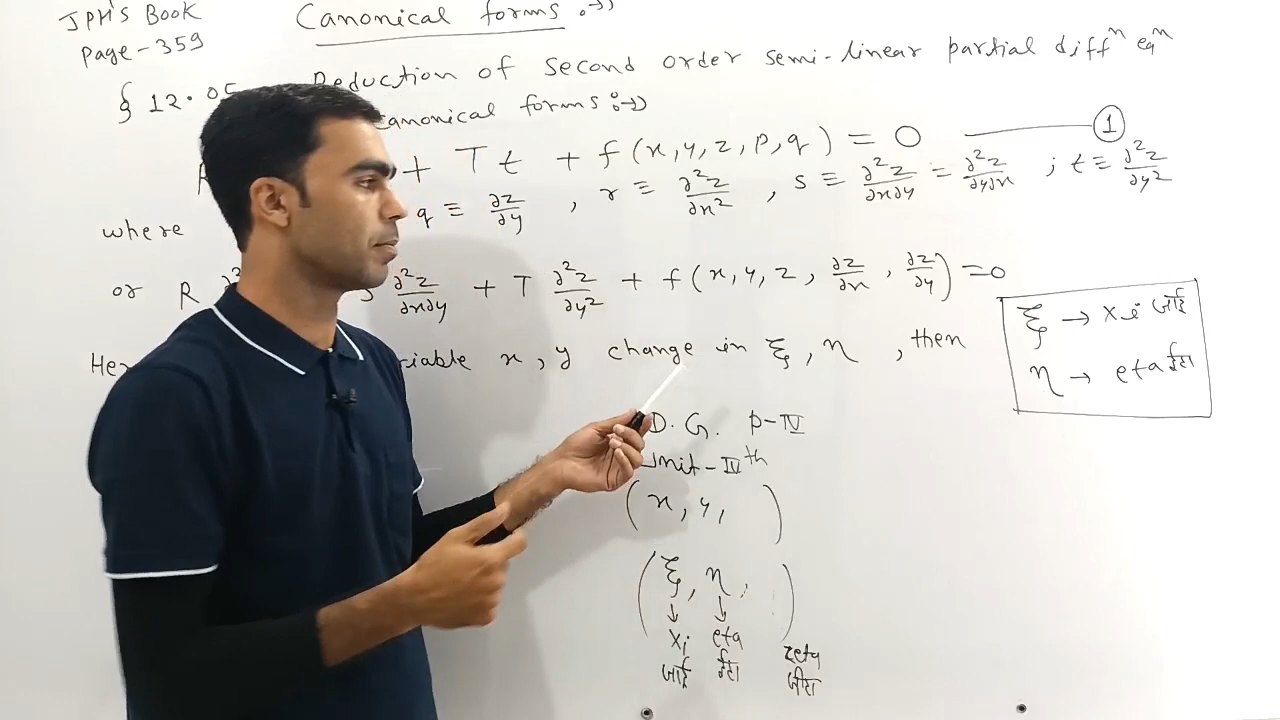 JPH'S Book
Page-359
Canonical forms :→
§ 12.05 Reduction of second order semi-linear partial diffⁿ eqⁿ
canonical forms :→
R + Tt + f(x, y, z, p, q) = 0 ——— ①
where q ≡ ∂z/∂y , r ≡ ∂²z/∂x² , s ≡ ∂²z/∂x∂y = ∂²z/∂y∂x ; t ≡ ∂²z/∂y²
or R ∂²z/∂x∂y + T ∂²z/∂y² + f(x, y, z, ∂z/∂x, ∂z/∂y) = 0
x, y change in ξ, η , then
ξ → xi जाई
η → eta ईटा
D.G. P-IV
Unit-IVth
(x, y, )
(ξ, η, )
↓ ↓
xi eta zeta
जाई ईटा जीटा